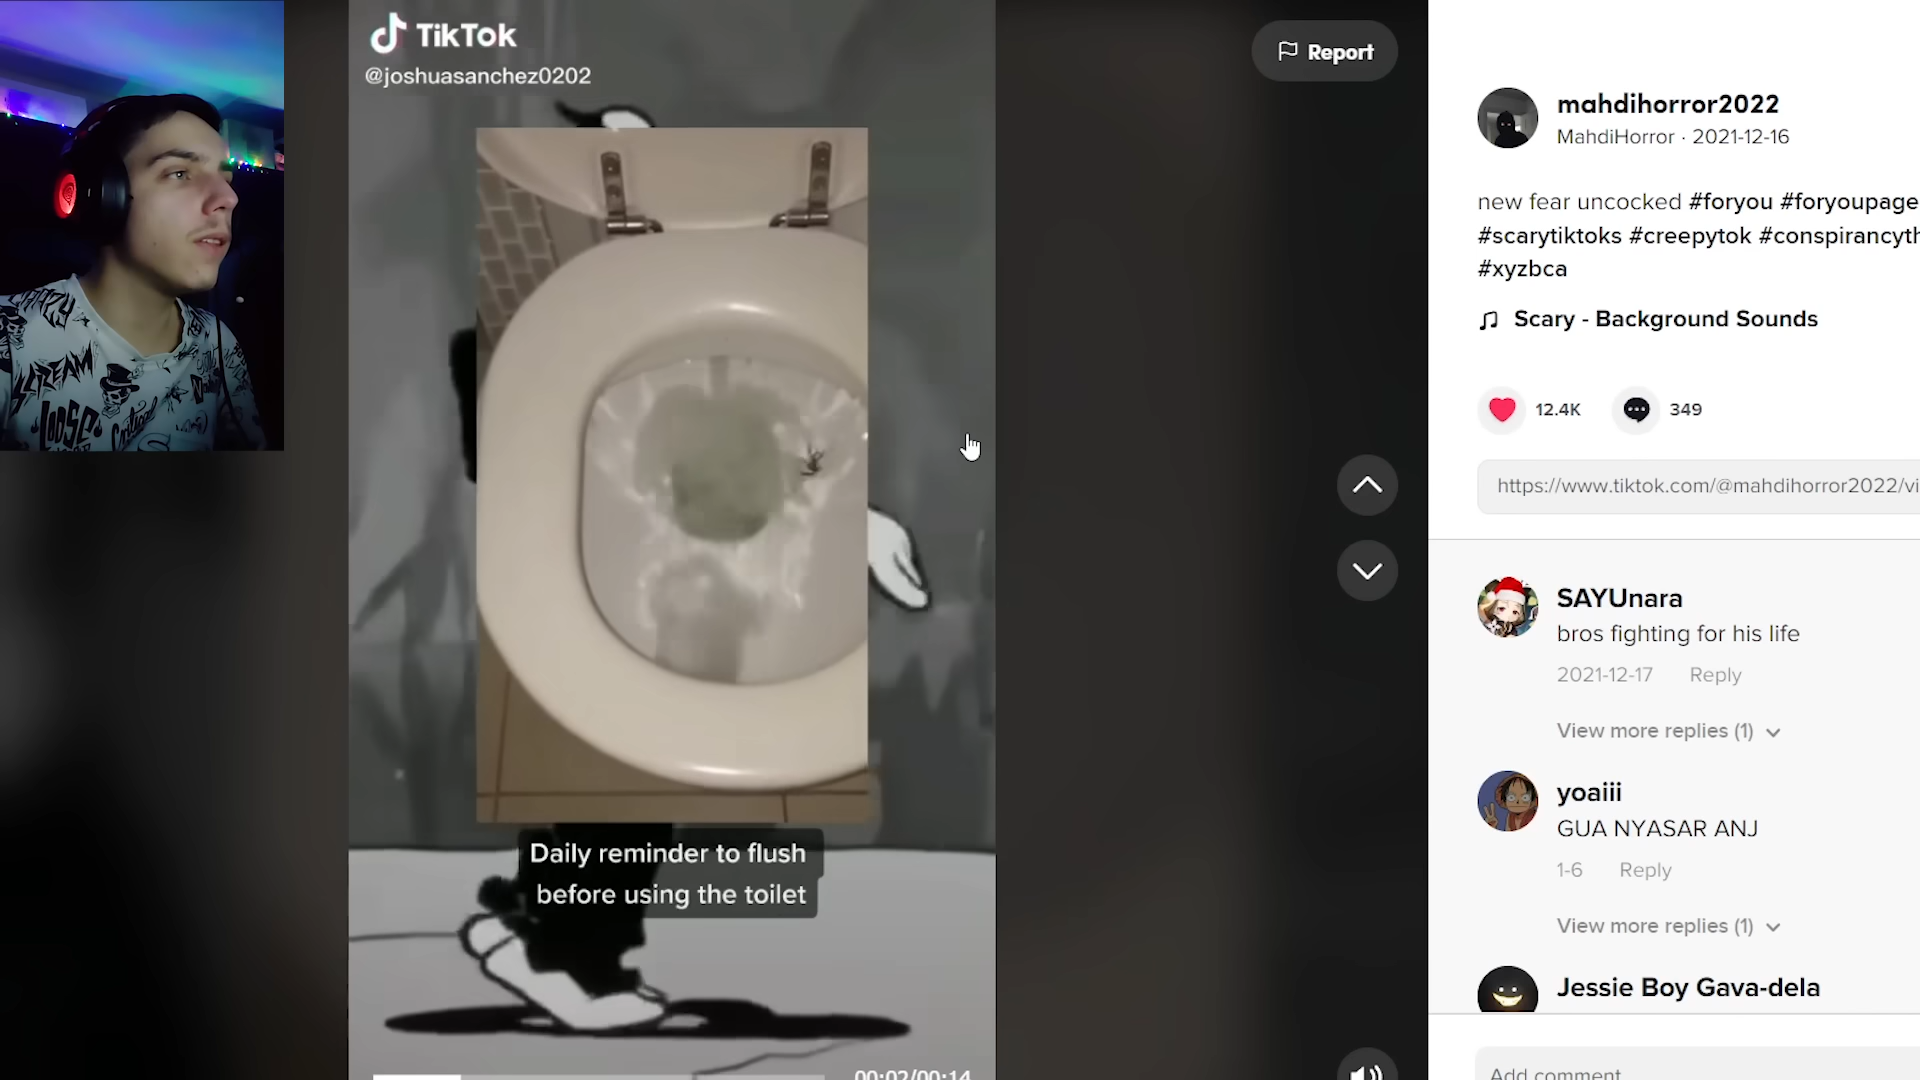 TikTok
@joshuasanchez0202
Report
mahdihorror2022
MahdiHorror · 2021-12-16
new fear uncocked #foryou #foryoupage
#scarytiktoks #creepytok #conspirancyth
#xyzbca
Scary - Background Sounds
12.4K
349
https://www.tiktok.com/@mahdihorror2022/vi
SAYUnara
bros fighting for his life
2021-12-17 Reply
View more replies (1)
yoaiii
GUA NYASAR ANJ
1-6 Reply
View more replies (1)
Jessie Boy Gava-dela
Add comment
Daily reminder to flush
before using the toilet
00:02/00:14
SCREAM
LOOSE